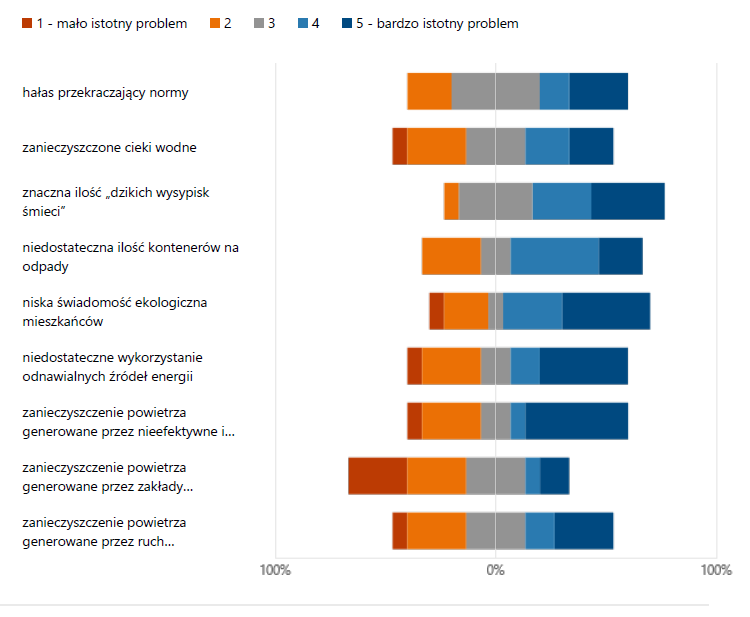 1 - mało istotny problem 2 3 4 5 - bardzo istotny problem
hałas przekraczający normy
zanieczyszczone cieki wodne
znaczna ilość „dzikich wysypisk
śmieci”
niedostateczna ilość kontenerów na
odpady
niska świadomość ekologiczna
mieszkańców
niedostateczne wykorzystanie
odnawialnych źródeł energii
zanieczyszczenie powietrza
generowane przez nieefektywne i...
zanieczyszczenie powietrza
generowane przez zakłady...
zanieczyszczenie powietrza
generowane przez ruch...
100% 0% 100%